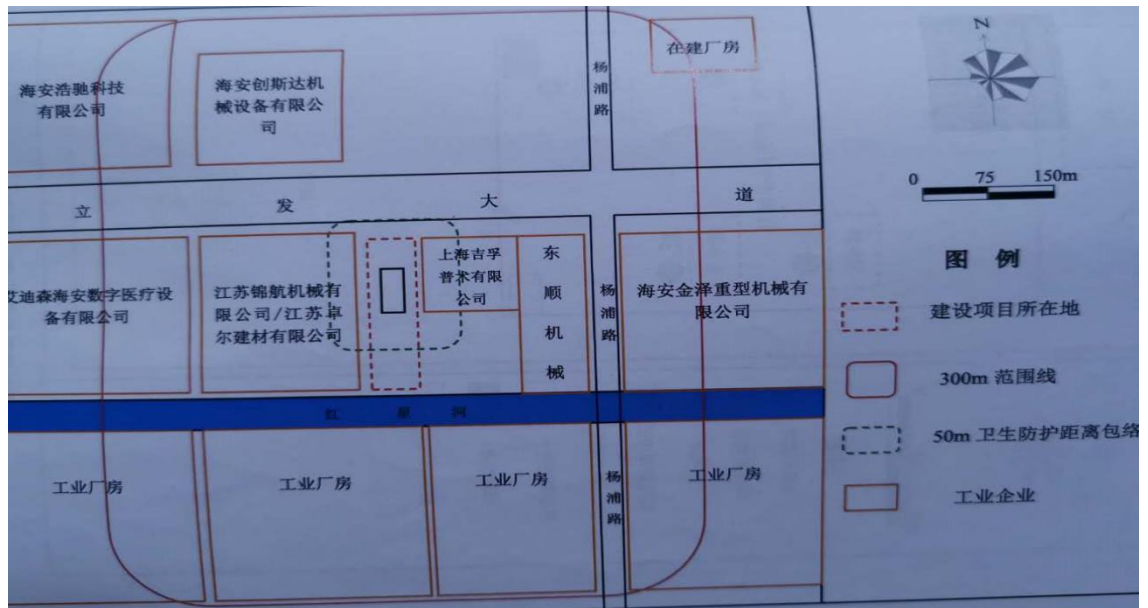 海安浩驰科技
有限公司
海安创斯达机
械设备有限公
司
杨
浦
路
在建厂房
N
0 75 150m
立 发 大 道
艾迪森海安数字医疗设
备有限公司
江苏锦航机械有
限公司/江苏卓
尔建材有限公司
上海吉孚
普术有限
公司
东
顺
机
械
杨
浦
路
海安金泽重型机械有
限公司
图 例
建设项目所在地
300m 范围线
50m 卫生防护距离包络
工业企业
红 星 河
工业厂房
工业厂房
工业厂房
杨
浦
路
工业厂房